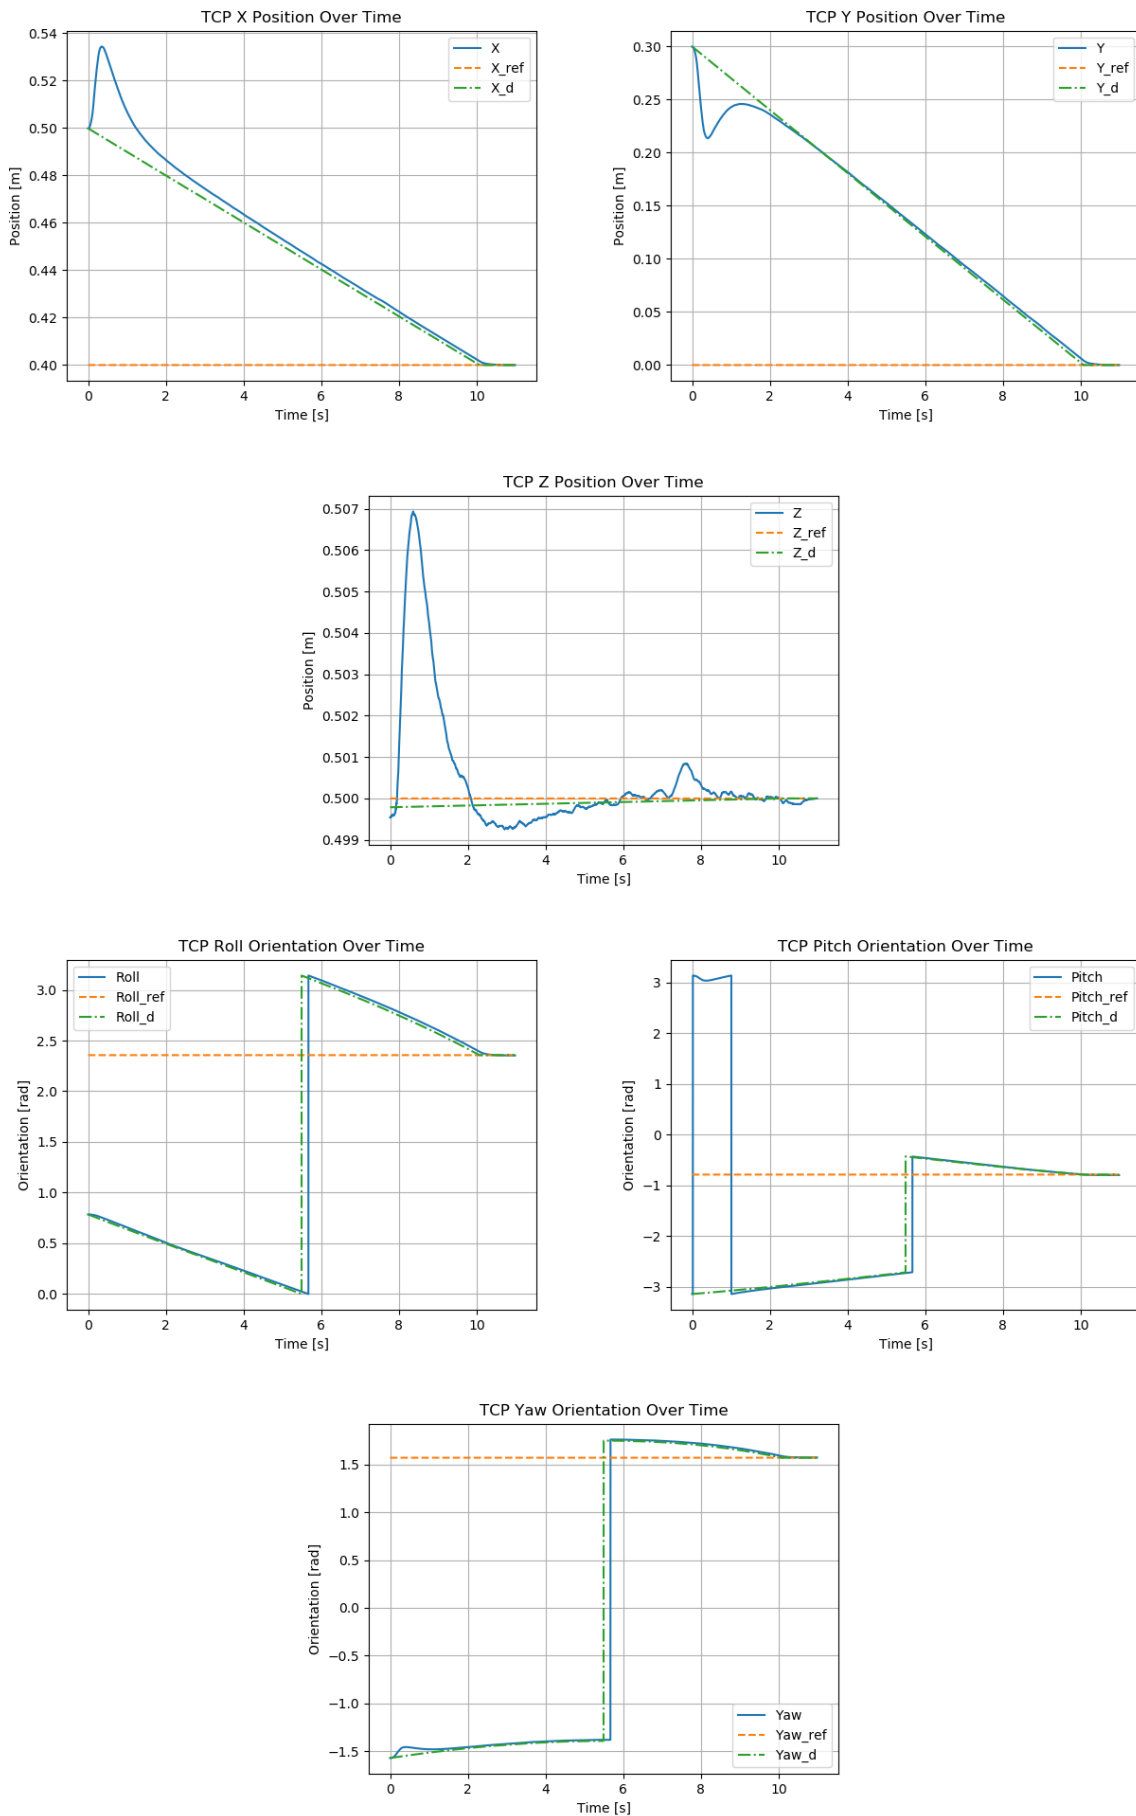 TCP X Position Over Time
0.54
0.52
0.50
0.48
0.46
0.44
0.42
0.40
Position [m]
X
X_ref
X_d
0 2 4 6 8 10
Time [s]
TCP Y Position Over Time
0.30
0.25
0.20
0.15
0.10
0.05
0.00
Position [m]
Y
Y_ref
Y_d
0 2 4 6 8 10
Time [s]
TCP Z Position Over Time
0.507
0.506
0.505
0.504
0.503
0.502
0.501
0.500
0.499
Position [m]
Z
Z_ref
Z_d
0 2 4 6 8 10
Time [s]
TCP Roll Orientation Over Time
3.0
2.5
2.0
1.5
1.0
0.5
0.0
Orientation [rad]
Roll
Roll_ref
Roll_d
0 2 4 6 8 10
Time [s]
TCP Pitch Orientation Over Time
3
2
1
0
−1
−2
−3
Orientation [rad]
Pitch
Pitch_ref
Pitch_d
0 2 4 6 8 10
Time [s]
TCP Yaw Orientation Over Time
1.5
1.0
0.5
0.0
−0.5
−1.0
−1.5
Orientation [rad]
Yaw
Yaw_ref
Yaw_d
0 2 4 6 8 10
Time [s]